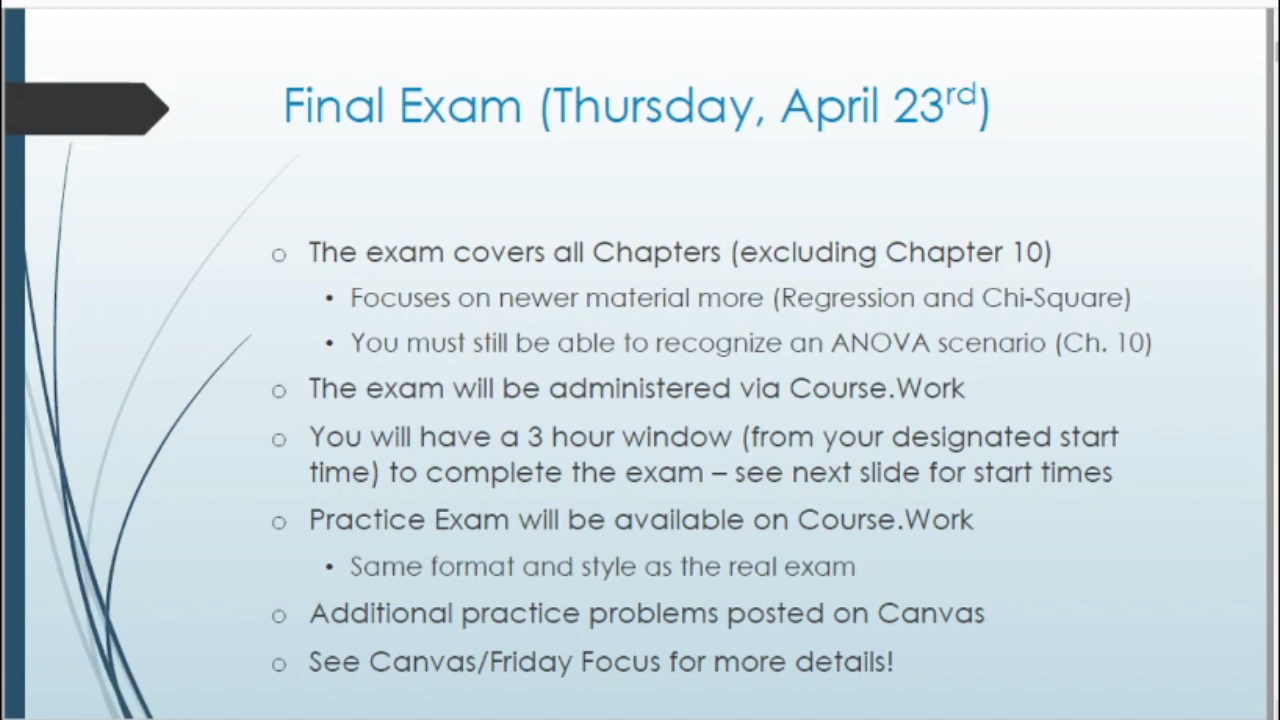 Final Exam (Thursday, April 23rd)
The exam covers all Chapters (excluding Chapter 10)
Focuses on newer material more (Regression and Chi-Square)
You must still be able to recognize an ANOVA scenario (Ch. 10)
The exam will be administered via Course.Work
You will have a 3 hour window (from your designated start
time) to complete the exam – see next slide for start times
Practice Exam will be available on Course.Work
Same format and style as the real exam
Additional practice problems posted on Canvas
See Canvas/Friday Focus for more details!